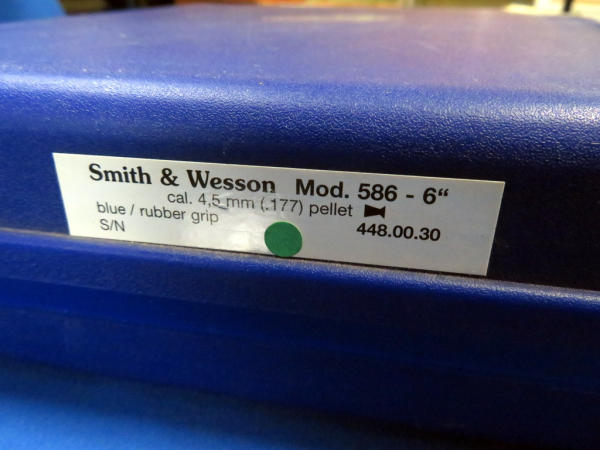 Smith & Wesson Mod. 586 - 6“
cal. 4,5 mm (.177) pellet
blue / rubber grip
S/N 448.00.30